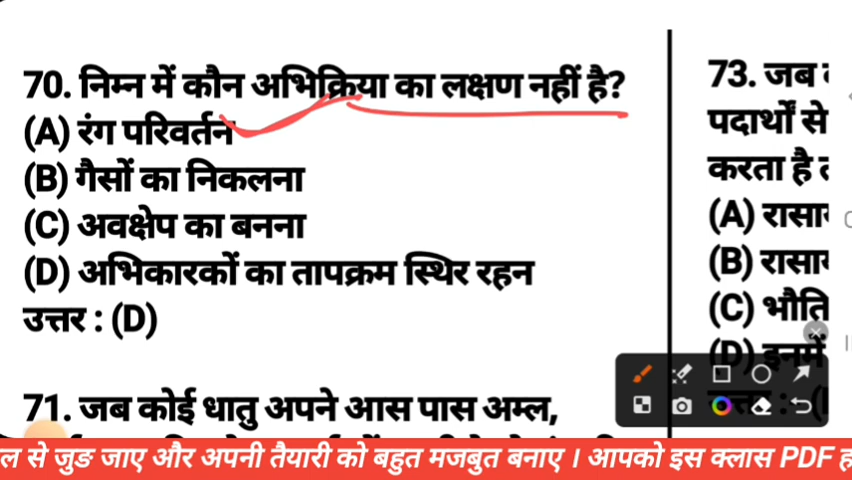 70. निम्न में कौन अभिक्रिया का लक्षण नहीं है?
(A) रंग परिवर्तन
(B) गैसों का निकलना
(C) अवक्षेप का बनना
(D) अभिकारकों का तापक्रम स्थिर रहन
उत्तर : (D)
71. जब कोई धातु अपने आस पास अम्ल,
73. जब
पदार्थों से
करता है
(A) रासा
(B) रासा
(C) भौति
(D) इनमें
ल से जुङ जाए और अपनी तैयारी को बहुत मजबुत बनाए । आपको इस क्लास PDF ह